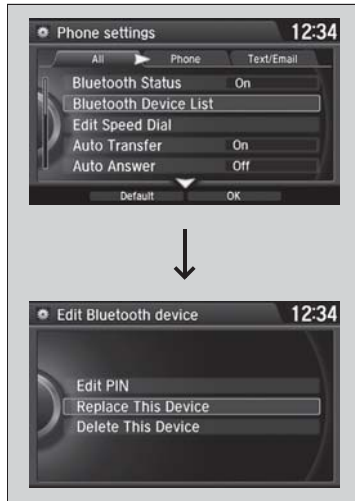 Phone settings 12:34
All Phone Text/Email
Bluetooth Status On
Bluetooth Device List
Edit Speed Dial
Auto Transfer On
Auto Answer Off
Default OK
Edit Bluetooth device 12:34
Edit PIN
Replace This Device
Delete This Device